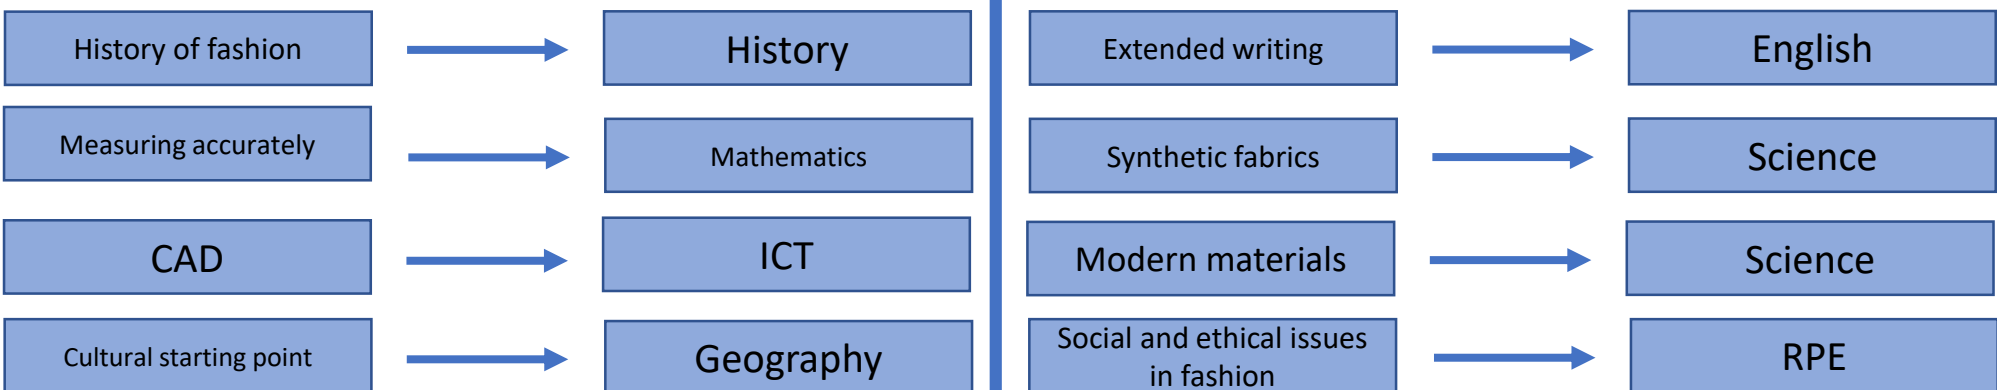 History of fashion
History
Measuring accurately
Mathematics
CAD
ICT
Cultural starting point
Geography
Extended writing
English
Synthetic fabrics
Science
Modern materials
Science
Social and ethical issues
in fashion
RPE